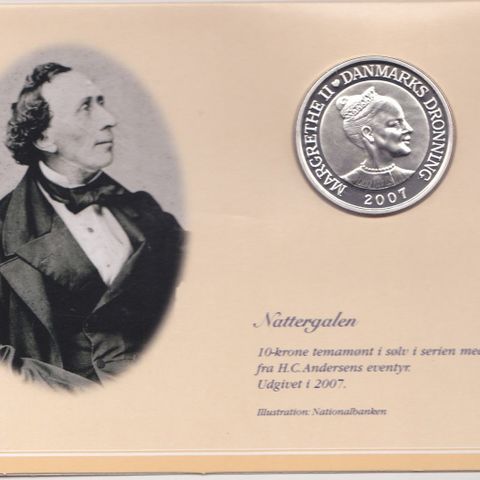 MARGRETHE II ♥ DANMARKS DRONNING
2007
Nattergalen
10-krone temamønt i sølv i serien med
fra H.C. Andersens eventyr.
Udgivet i 2007.
Illustration: Nationalbanken